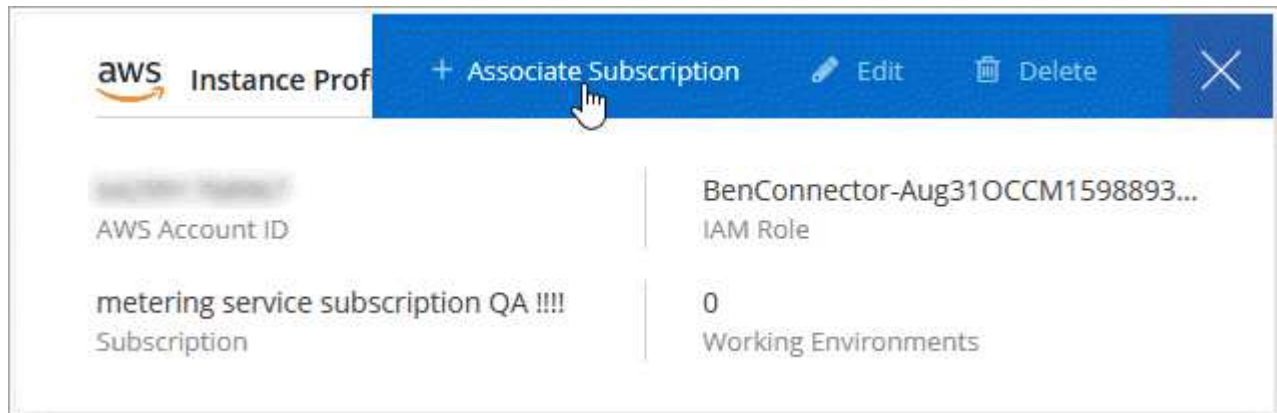 aws Instance Prof + Associate Subscription Edit Delete
AWS Account ID
BenConnector-Aug31OCCM1598893...
IAM Role
metering service subscription QA !!!!
Subscription
0
Working Environments